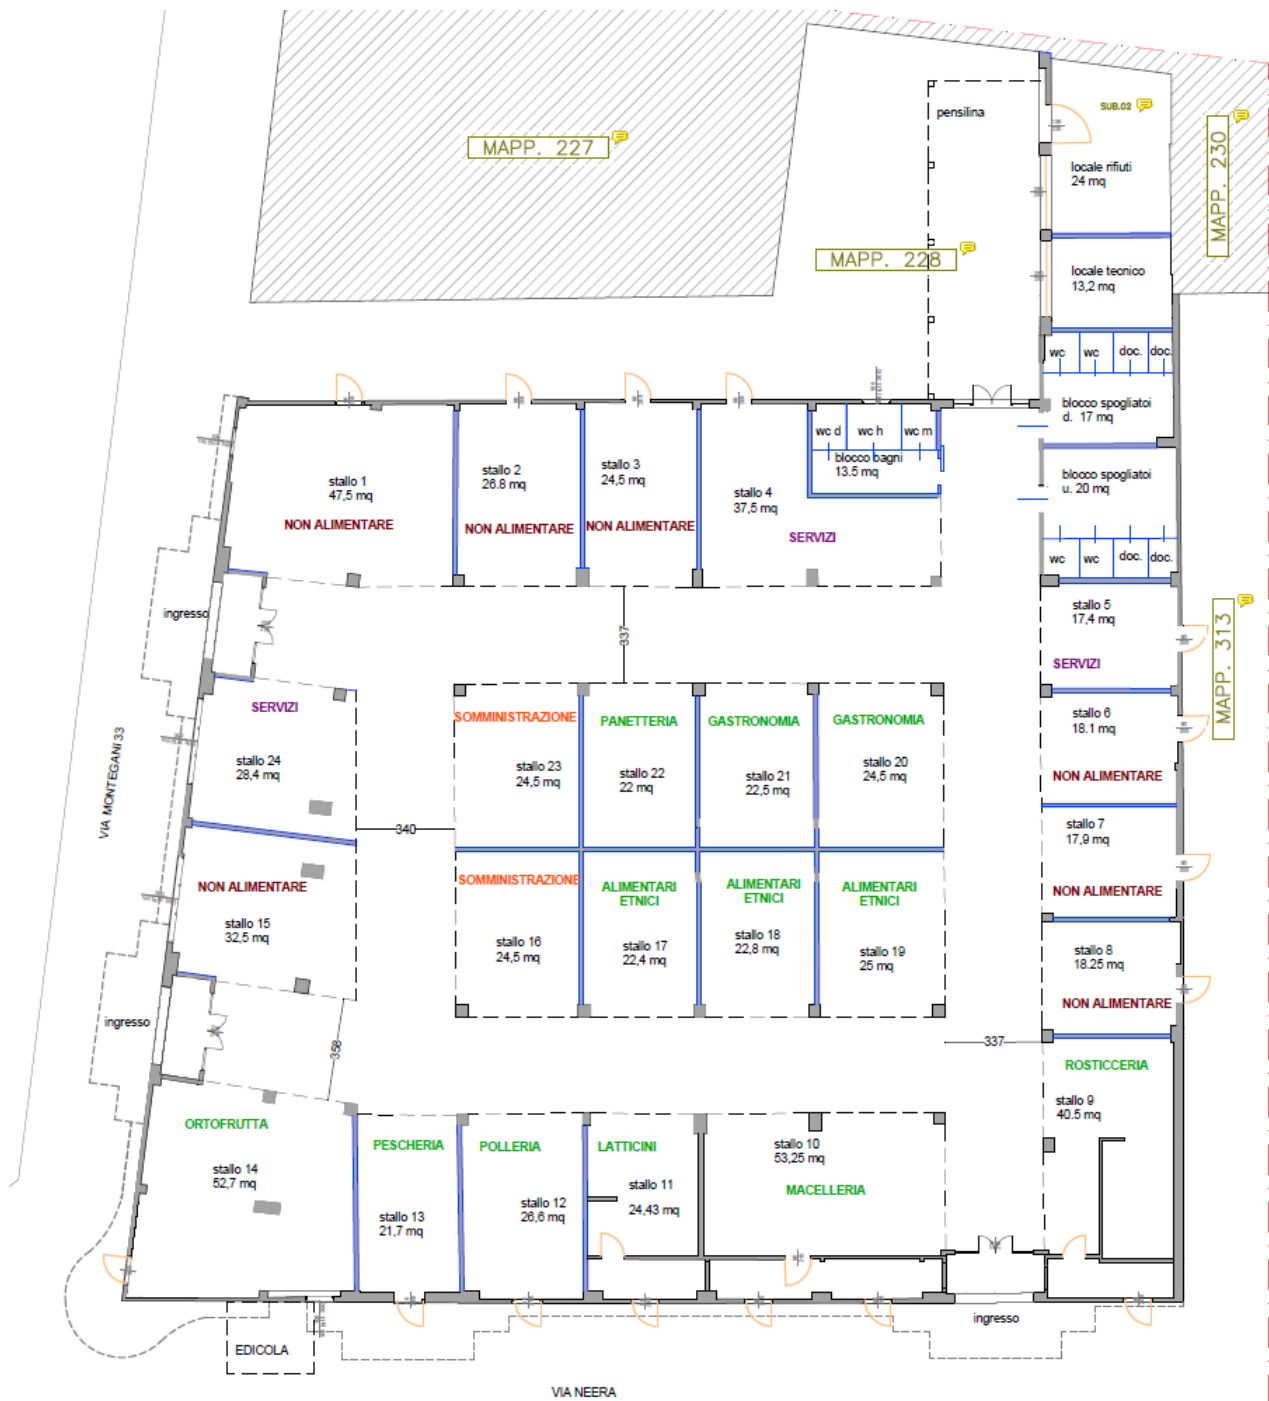 SUB.02
pensilina
MAPP. 227
MAPP. 230
locale rifiuti
24 mq
MAPP. 228
locale tecnico
13,2 mq
wc
wc
doc.
doc.
blocco spogliatoi
d. 17 mq
wc d
wc h
wc m
blocco bagni
13.5 mq
stallo 1
47,5 mq
NON ALIMENTARE
stallo 2
26.8 mq
NON ALIMENTARE
stallo 3
24,5 mq
NON ALIMENTARE
stallo 4
37,5 mq
SERVIZI
blocco spogliatoi
u. 20 mq
wc
wc
doc.
doc.
ingresso
337
stallo 5
17,4 mq
SERVIZI
MAPP. 313
SERVIZI
stallo 24
28,4 mq
SOMMINISTRAZIONE
stallo 23
24,5 mq
PANETTERIA
stallo 22
22 mq
GASTRONOMIA
stallo 21
22,5 mq
GASTRONOMIA
stallo 20
24,5 mq
stallo 6
18.1 mq
NON ALIMENTARE
VIA MONTEGANI 33
340
stallo 7
17,9 mq
NON ALIMENTARE
NON ALIMENTARE
stallo 15
32,5 mq
SOMMINISTRAZIONE
stallo 16
24,5 mq
ALIMENTARI
ETNICI
stallo 17
22,4 mq
ALIMENTARI
ETNICI
stallo 18
22,8 mq
ALIMENTARI
ETNICI
stallo 19
25 mq
stallo 8
18.25 mq
NON ALIMENTARE
ingresso
358
337
ROSTICCERIA
stallo 9
40.5 mq
ORTOFRUTTA
stallo 14
52,7 mq
PESCHERIA
stallo 13
21,7 mq
POLLERIA
stallo 12
26,6 mq
LATTICINI
stallo 11
24,43 mq
stallo 10
53,25 mq
MACELLERIA
EDICOLA
ingresso
VIA NEERA